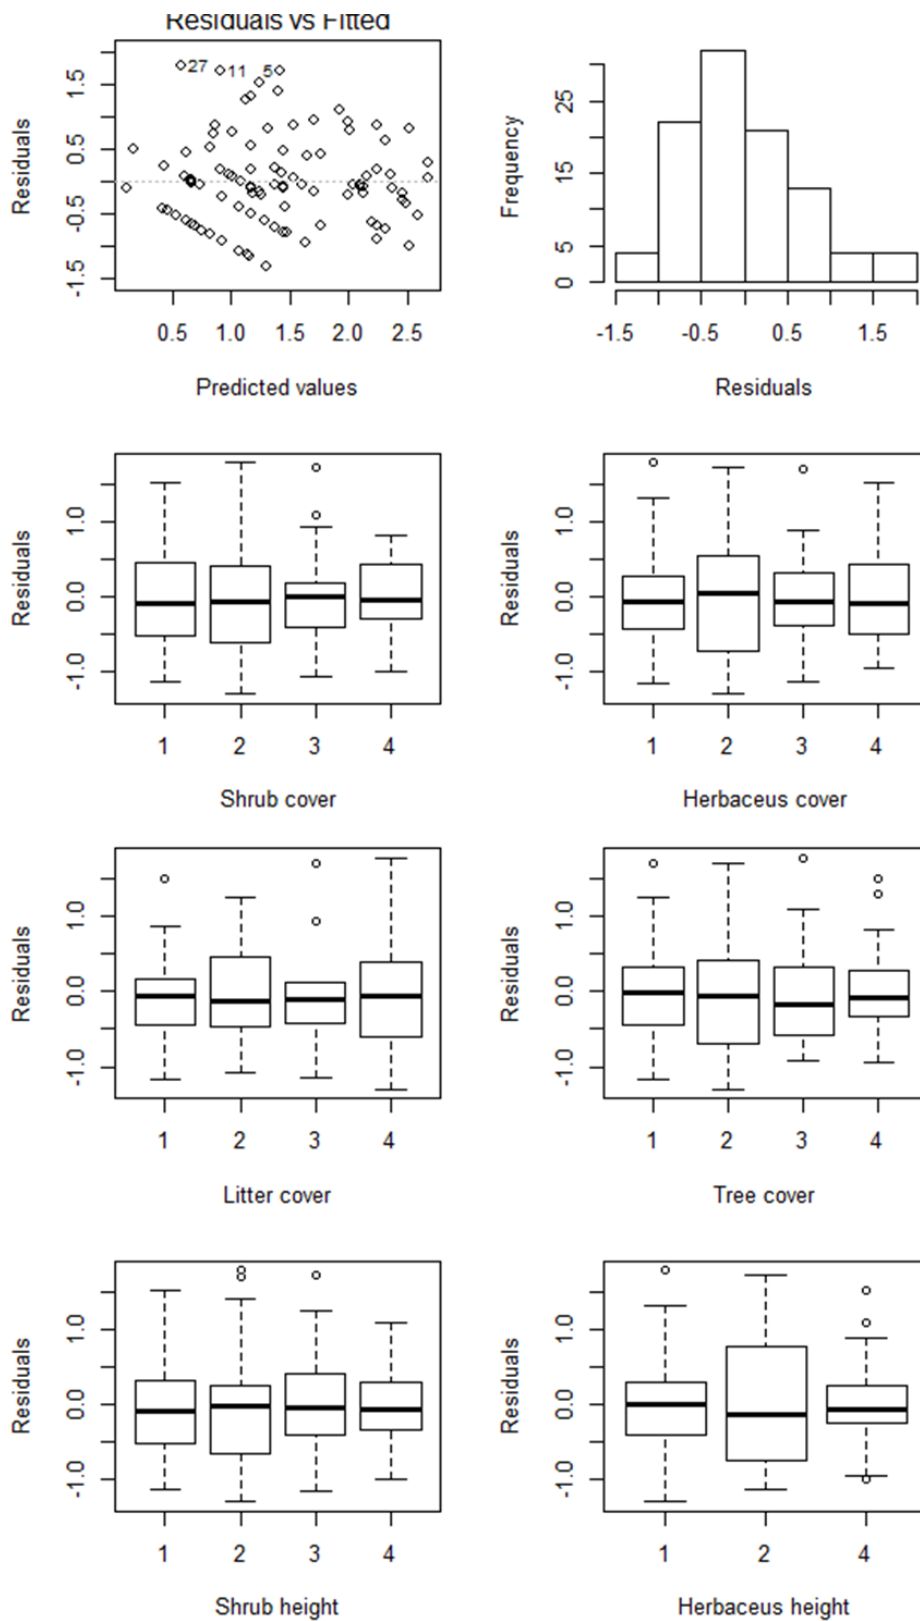 Residuals vs Fitted
Residuals
1.5
0.5
-0.5
-1.5
27
11
5
0.5 1.0 1.5 2.0 2.5
Predicted values
Frequency
25
15
5
0
-1.5 -0.5 0.5 1.5
Residuals
Residuals
1.0
0.0
-1.0
1 2 3 4
Shrub cover
Residuals
1.0
0.0
-1.0
1 2 3 4
Herbaceus cover
Residuals
1.0
0.0
-1.0
1 2 3 4
Litter cover
Residuals
1.0
0.0
-1.0
1 2 3 4
Tree cover
Residuals
1.0
0.0
-1.0
1 2 3 4
Shrub height
Residuals
1.0
0.0
-1.0
1 2 4
Herbaceus height